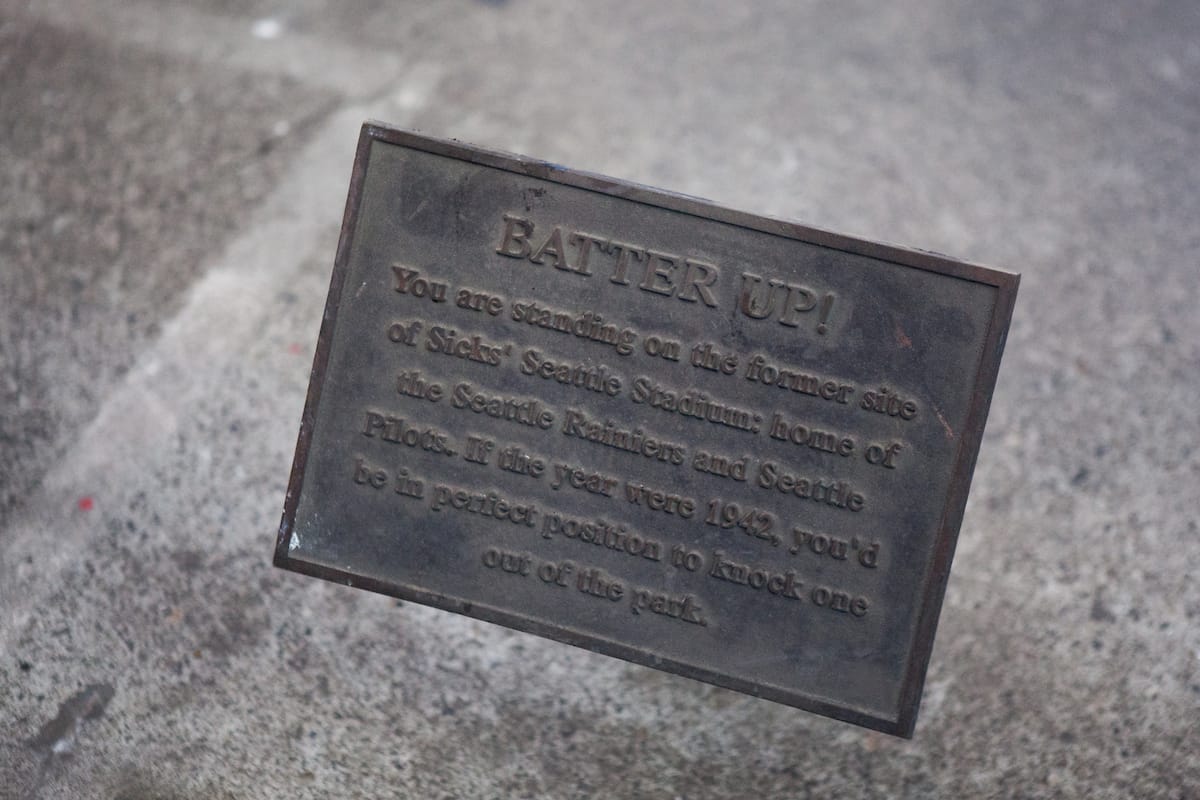 BATTER UP!
You are standing on the former site
of Sicks' Seattle Stadium: home of
the Seattle Rainiers and Seattle
Pilots. If the year were 1942, you'd
be in perfect position to knock one
out of the park.